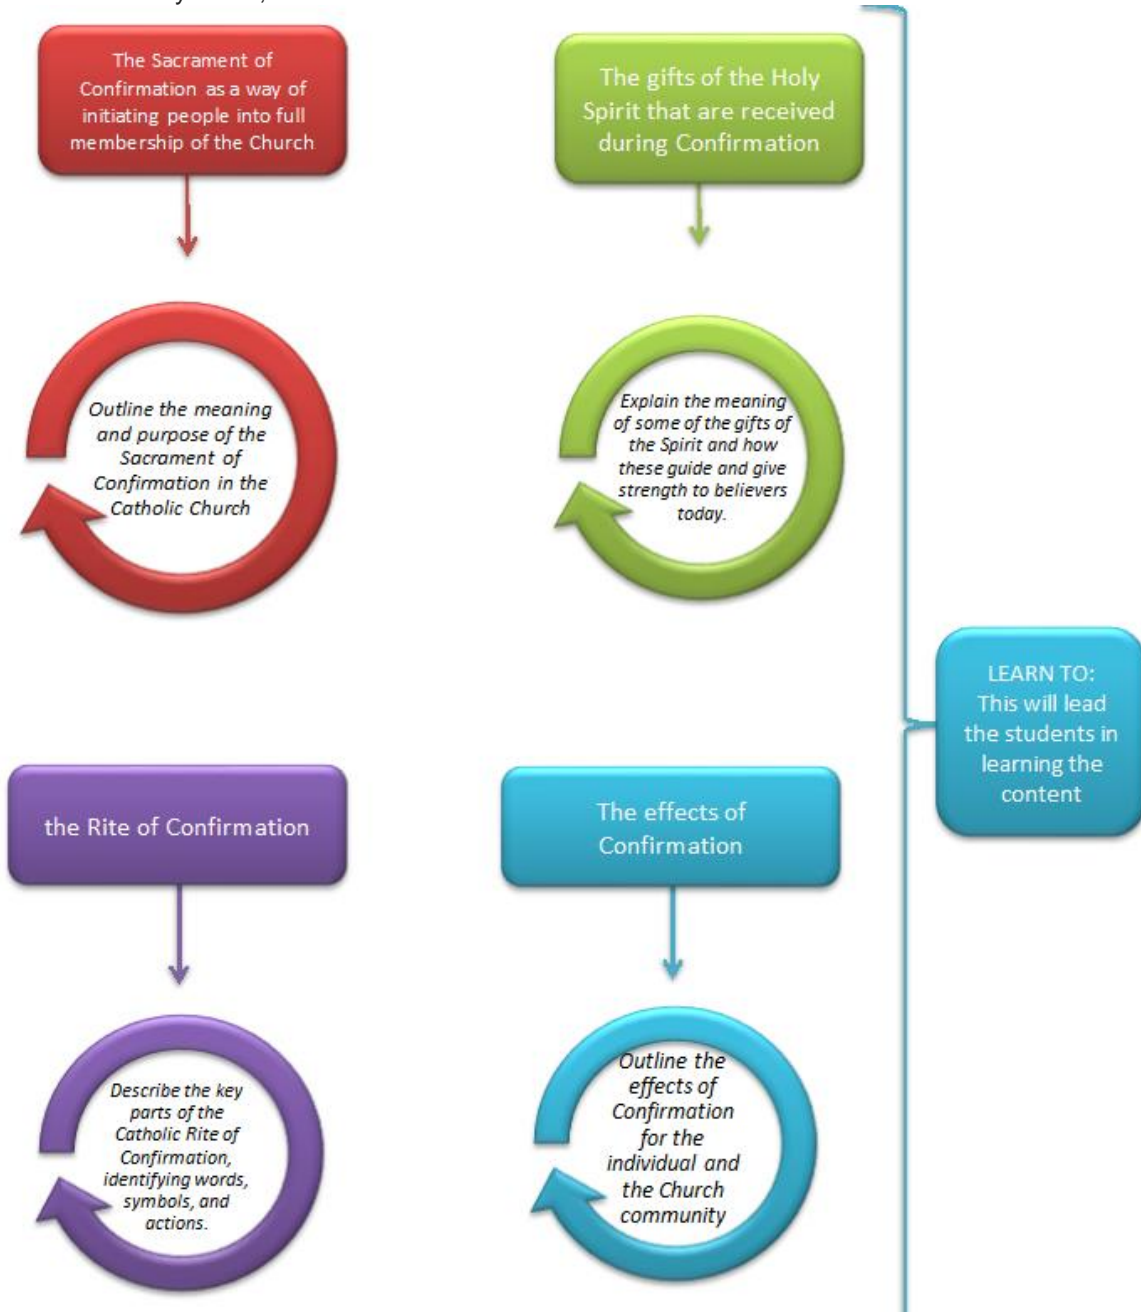 The Sacrament of
Confirmation as a way of
initiating people into full
membership of the Church
The gifts of the Holy
Spirit that are received
during Confirmation
Outline the meaning
and purpose of the
Sacrament of
Confirmation in the
Catholic Church
Explain the meaning
of some of the gifts of
the Spirit and how
these guide and give
strength to believers
today.
LEARN TO:
This will lead
the students in
learning the
content
the Rite of Confirmation
The effects of
Confirmation
Describe the key
parts of the
Catholic Rite of
Confirmation,
identifying words,
symbols, and
actions.
Outline the
effects of
Confirmation
for the
individual and
the Church
community